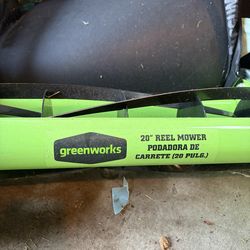 greenworks
20" REEL MOWER
PODADORA DE
CARRETE (20 PULG.)